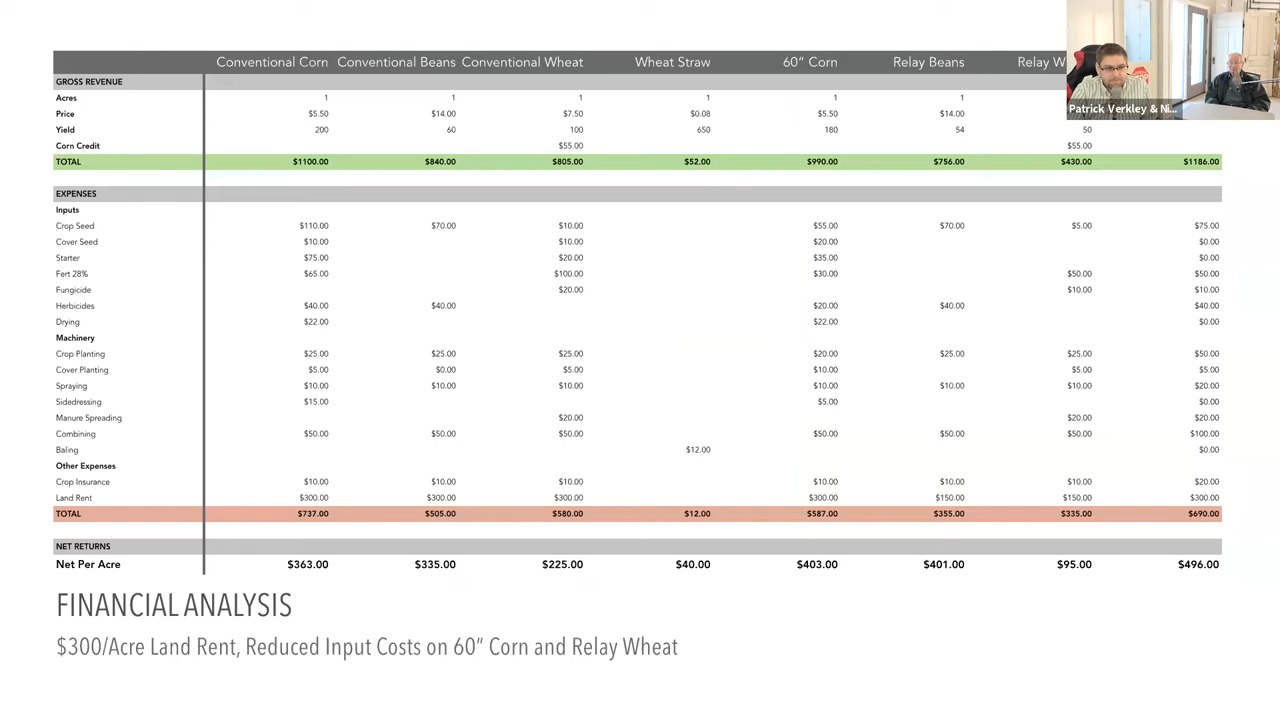 Conventional Corn Conventional Beans Conventional Wheat Wheat Straw 60" Corn Relay Beans Relay
Patrick Verkley & Ni...
GROSS REVENUE
Acres 1 1 1 1 1 1
Price $5.50 $14.00 $7.50 $0.08 $5.50 $14.00
Yield 200 60 100 650 180 54 50
Corn Credit $55.00 $55.00
TOTAL $1100.00 $840.00 $805.00 $52.00 $990.00 $756.00 $430.00 $1186.00
EXPENSES
Inputs
Crop Seed $110.00 $70.00 $10.00 $55.00 $70.00 $5.00 $75.00
Cover Seed $10.00 $10.00 $20.00 $0.00
Starter $75.00 $20.00 $35.00 $0.00
Fert 28% $65.00 $100.00 $30.00 $50.00 $50.00
Fungicide $20.00 $10.00 $10.00
Herbicides $40.00 $40.00 $20.00 $40.00 $40.00
Drying $22.00 $22.00 $0.00
Machinery
Crop Planting $25.00 $25.00 $25.00 $20.00 $25.00 $25.00 $50.00
Cover Planting $5.00 $0.00 $5.00 $10.00 $5.00 $5.00
Spraying $10.00 $10.00 $10.00 $10.00 $10.00 $10.00 $20.00
Sidedressing $15.00 $5.00 $0.00
Manure Spreading $20.00 $20.00 $20.00
Combining $50.00 $50.00 $50.00 $50.00 $50.00 $50.00 $100.00
Baling $12.00 $0.00
Other Expenses
Crop Insurance $10.00 $10.00 $10.00 $10.00 $10.00 $10.00 $20.00
Land Rent $300.00 $300.00 $300.00 $300.00 $150.00 $150.00 $300.00
TOTAL $737.00 $505.00 $580.00 $12.00 $587.00 $355.00 $335.00 $690.00
NET RETURNS
Net Per Acre $363.00 $335.00 $225.00 $40.00 $403.00 $401.00 $95.00 $496.00
FINANCIAL ANALYSIS
$300/Acre Land Rent, Reduced Input Costs on 60" Corn and Relay Wheat